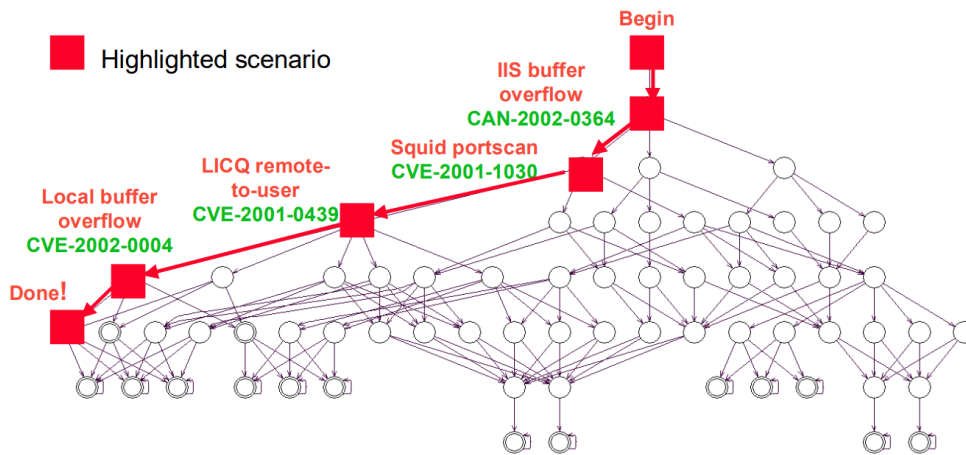 Begin
Highlighted scenario
IIS buffer
overflow
CAN-2002-0364
Squid portscan
CVE-2001-1030
LICQ remote-
to-user
CVE-2001-0439
Local buffer
overflow
CVE-2002-0004
Done!